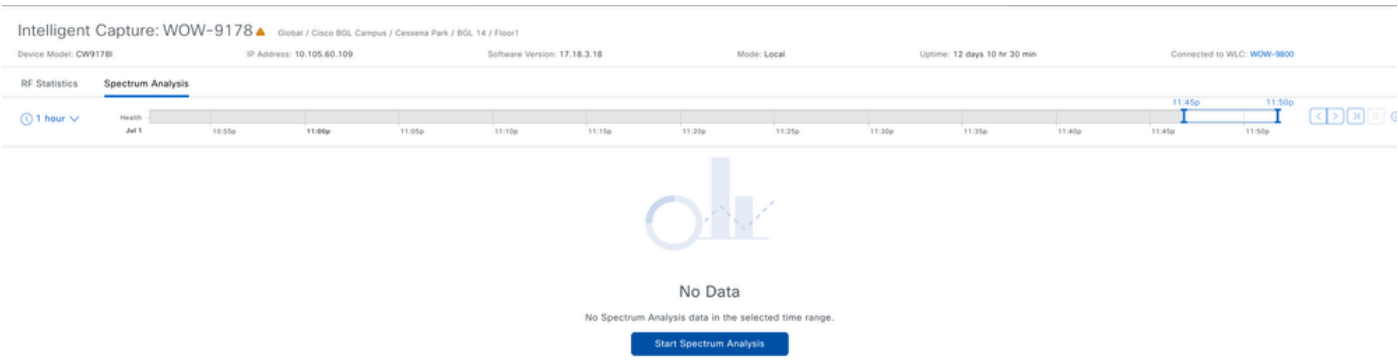 Intelligent Capture: WOW-9178 Global / Cisco BGL Campus / Cessena Park / BGL 14 / Floor1
Device Model: CW9178I IP Address: 10.105.60.109 Software Version: 17.18.3.18 Mode: Local Uptime: 12 days 10 hr 30 min Connected to WLC: WOW-9800
RF Statistics Spectrum Analysis
11:45p 11:50p
1 hour Health
Jul 1 10:55p 11:00p 11:05p 11:10p 11:15p 11:20p 11:25p 11:30p 11:35p 11:40p 11:45p 11:50p
No Data
No Spectrum Analysis data in the selected time range.
Start Spectrum Analysis